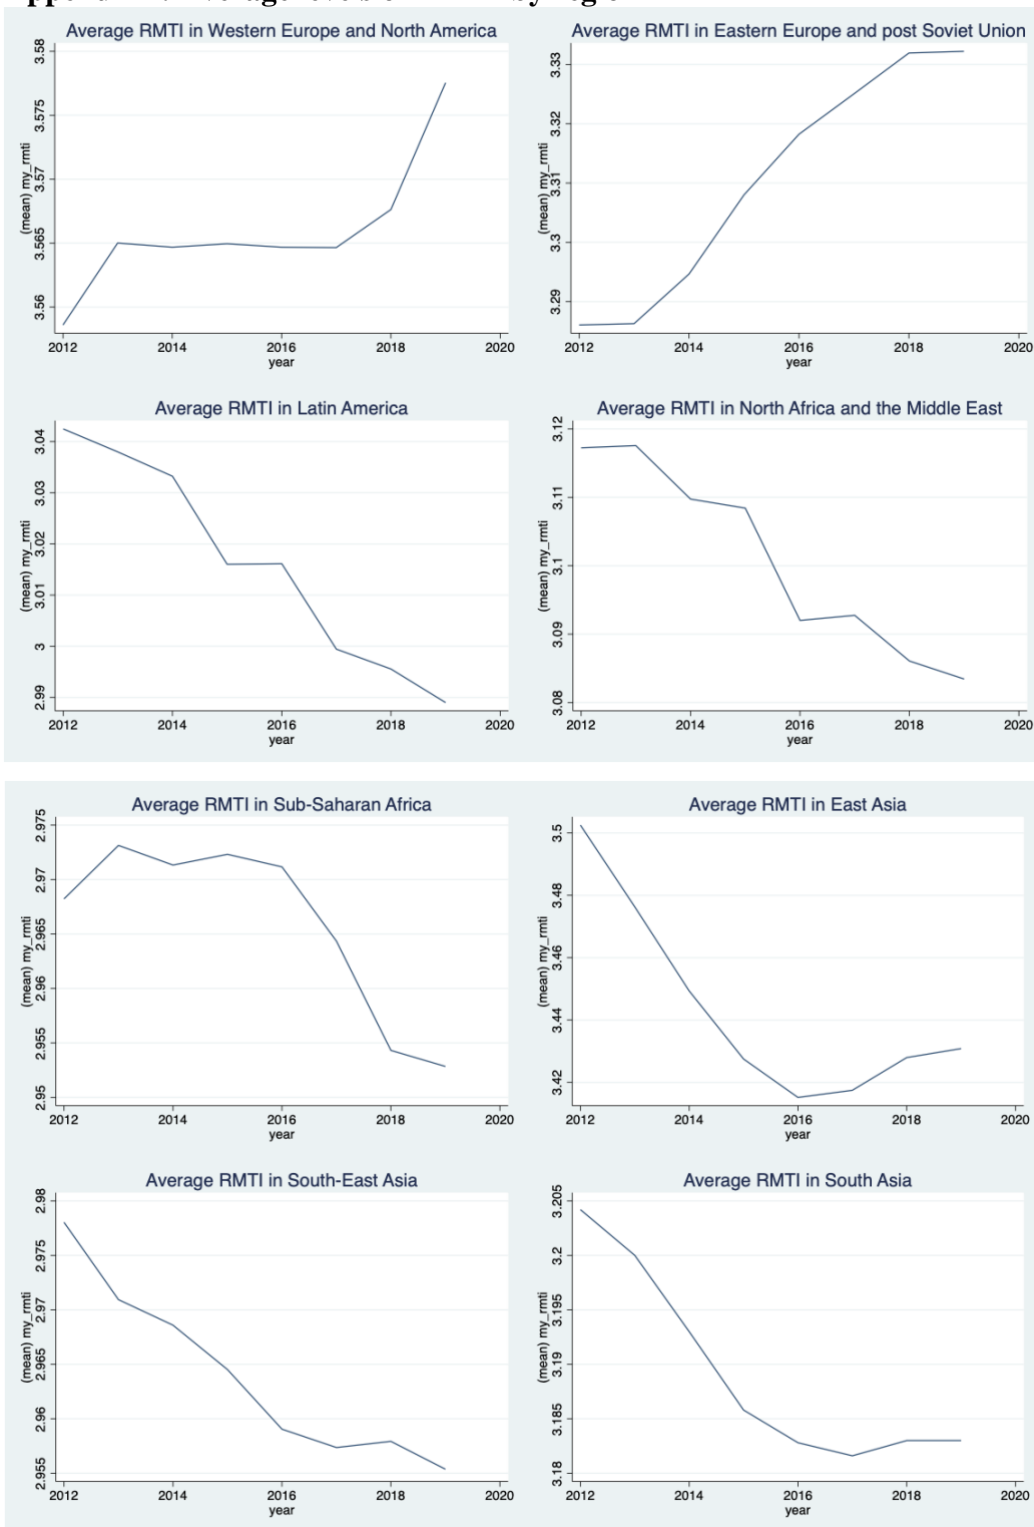 levels of by
Average RMTI in Western Europe and North America
(mean) my_rmti
3.58
3.575
3.57
3.565
3.56
2012 2014 2016 2018 2020
year
Average RMTI in Eastern Europe and post Soviet Union
(mean) my_rmti
3.33
3.32
3.31
3.3
3.29
2012 2014 2016 2018 2020
year
Average RMTI in Latin America
(mean) my_rmti
3.04
3.03
3.02
3.01
3
2.99
2012 2014 2016 2018 2020
year
Average RMTI in North Africa and the Middle East
(mean) my_rmti
3.12
3.11
3.1
3.09
3.08
2012 2014 2016 2018 2020
year
Average RMTI in Sub-Saharan Africa
(mean) my_rmti
2.975
2.97
2.965
2.96
2.955
2.95
2012 2014 2016 2018 2020
year
Average RMTI in East Asia
(mean) my_rmti
3.5
3.48
3.46
3.44
3.42
2012 2014 2016 2018 2020
year
Average RMTI in South-East Asia
(mean) my_rmti
2.98
2.975
2.97
2.965
2.96
2.955
2012 2014 2016 2018 2020
year
Average RMTI in South Asia
(mean) my_rmti
3.205
3.2
3.195
3.19
3.185
3.18
2012 2014 2016 2018 2020
year